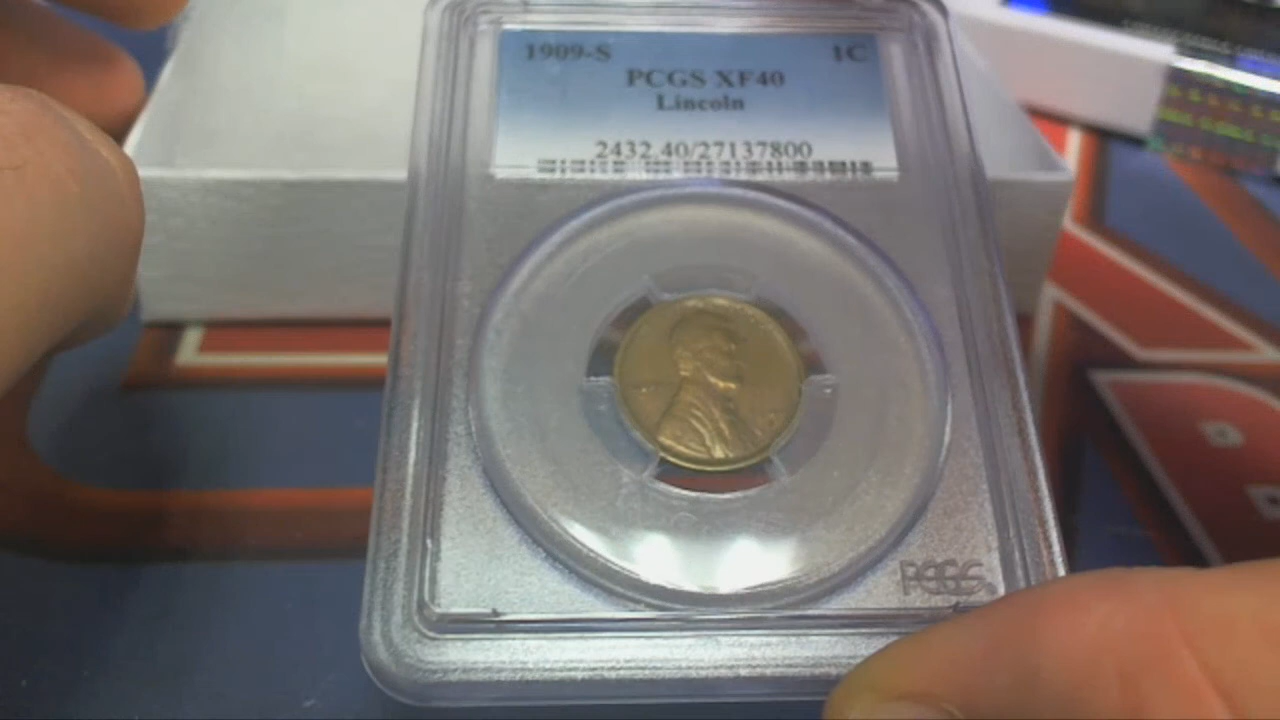 1909-S 1C
PCGS XF40
Lincoln
2432.40/27137800
PCGS